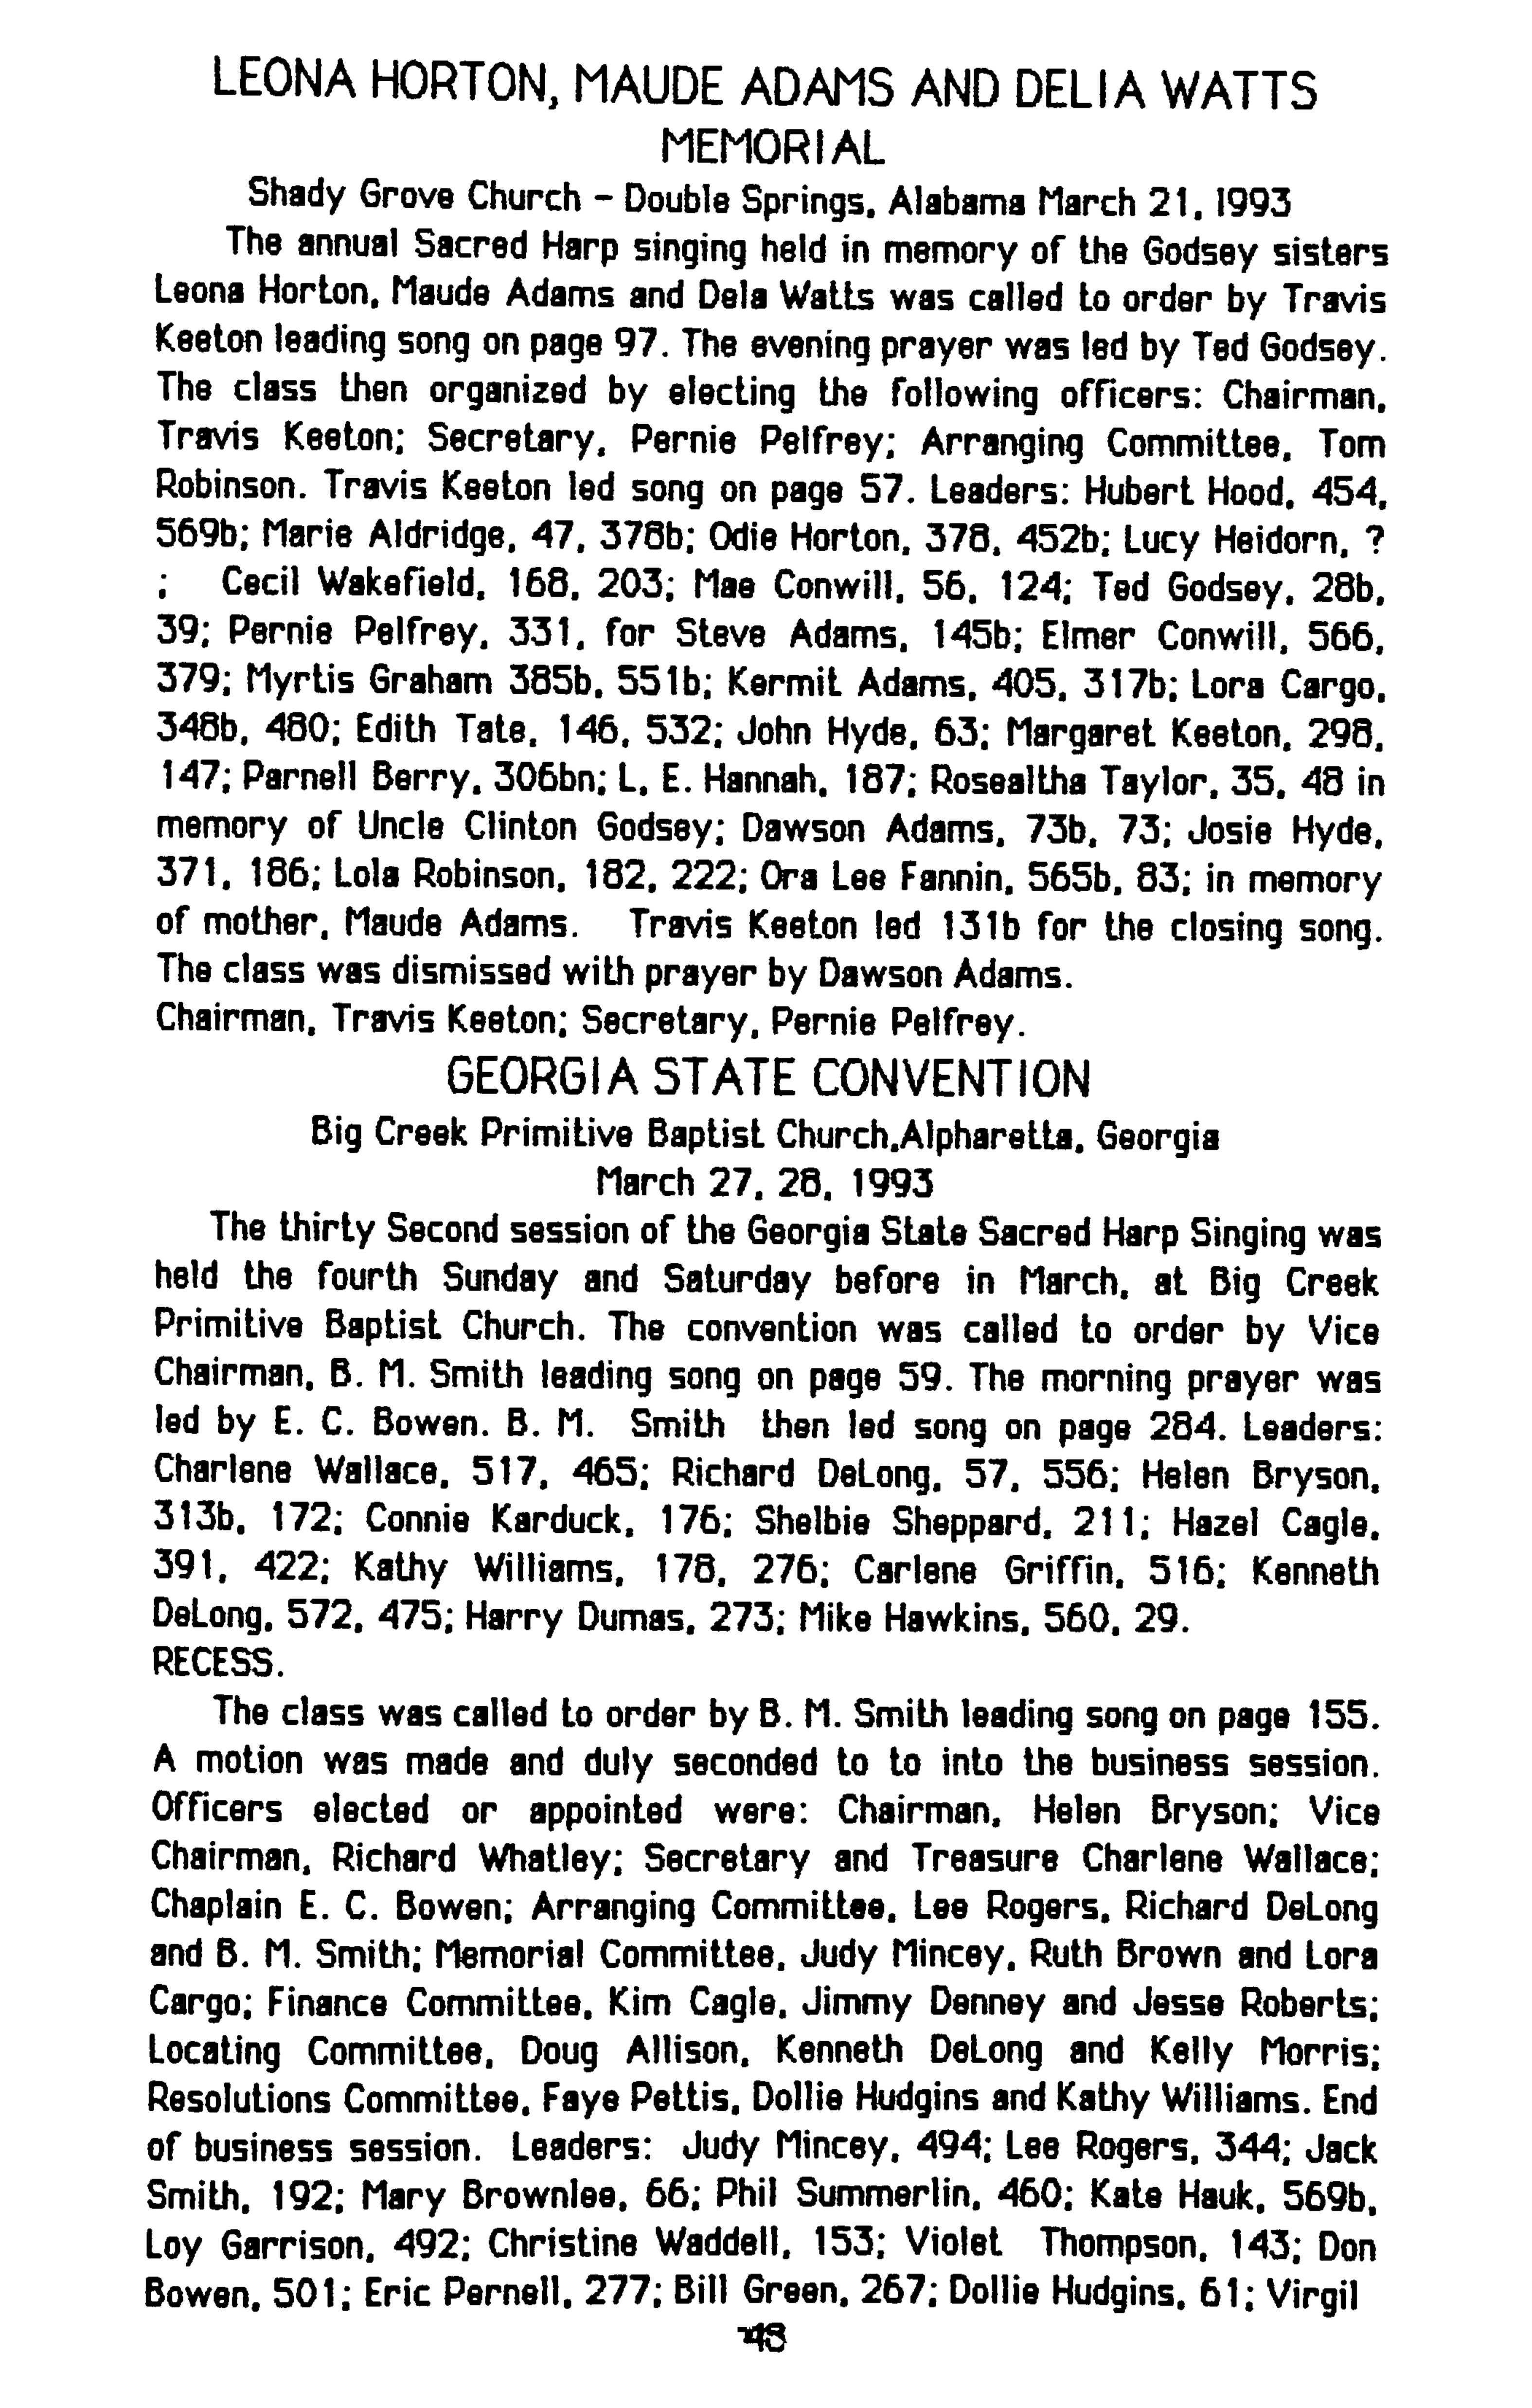 LEONA HORTON, MAUDE ADAMS AND DELIA WATTS
MEMORIAL
Shady Grove Church - Double Springs, Alabama March 21, 1993
The annual Sacred Harp singing held in memory of the Godsey sisters
Leona Horton, Maude Adams and Dela Watts was called to order by Travis
Keeton leading song on page 97. The evening prayer was led by Ted Godsey.
The class then organized by electing the following officers: Chairman,
Travis Keeton; Secretary, Pernie Pelfrey; Arranging Committee, Tom
Robinson. Travis Keeton led song on page 57. Leaders: Hubert Hood, 454,
569b; Marie Aldridge, 47, 378b; Odie Horton, 378, 452b; Lucy Heidorn, ?
; Cecil Wakefield, 168, 203; Mae Conwill, 56, 124; Ted Godsey, 28b,
39; Pernie Pelfrey, 331, for Steve Adams, 145b; Elmer Conwill, 566,
379; Myrtis Graham 385b, 551b; Kermit Adams, 405, 317b; Lora Cargo,
348b, 480; Edith Tate, 146, 532; John Hyde, 63; Margaret Keeton, 298,
147; Parnell Berry, 306bn; L, E. Hannah, 187; Rosealtha Taylor, 35, 48 in
memory of Uncle Clinton Godsey; Dawson Adams, 73b, 73; Josie Hyde,
371, 186; Lola Robinson, 182, 222; Ora Lee Fannin, 565b, 83; in memory
of mother, Maude Adams. Travis Keeton led 131b for the closing song.
The class was dismissed with prayer by Dawson Adams.
Chairman, Travis Keeton; Secretary, Pernie Pelfrey.
GEORGIA STATE CONVENTION
Big Creek Primitive Baptist Church,Alpharetta, Georgia
March 27, 28, 1993
The thirty Second session of the Georgia State Sacred Harp Singing was
held the fourth Sunday and Saturday before in March, at Big Creek
Primitive Baptist Church. The convention was called to order by Vice
Chairman, B. M. Smith leading song on page 59. The morning prayer was
led by E. C. Bowen. B. M. Smith then led song on page 284. Leaders:
Charlene Wallace, 517, 465; Richard DeLong, 57, 556; Helen Bryson,
313b, 172; Connie Karduck, 176; Shelbie Sheppard, 211; Hazel Cagle,
391, 422; Kathy Williams, 178, 276; Carlene Griffin, 516; Kenneth
DeLong, 572, 475; Harry Dumas, 273; Mike Hawkins, 560, 29.
RECESS.
The class was called to order by B. M. Smith leading song on page 155.
A motion was made and duly seconded to to into the business session.
Officers elected or appointed were: Chairman, Helen Bryson; Vice
Chairman, Richard Whatley; Secretary and Treasure Charlene Wallace;
Chaplain E. C. Bowen; Arranging Committee, Lee Rogers, Richard DeLong
and B. M. Smith; Memorial Committee, Judy Mincey, Ruth Brown and Lora
Cargo; Finance Committee, Kim Cagle, Jimmy Denney and Jesse Roberts;
Locating Committee, Doug Allison, Kenneth DeLong and Kelly Morris;
Resolutions Committee, Faye Pettis, Dollie Hudgins and Kathy Williams. End
of business session. Leaders: Judy Mincey, 494; Lee Rogers, 344; Jack
Smith, 192; Mary Brownlee, 66; Phil Summerlin, 460; Kate Hauk, 569b,
Loy Garrison, 492; Christine Waddell, 153; Violet Thompson, 143; Don
Bowen, 501; Eric Pernell, 277; Bill Green, 267; Dollie Hudgins, 61; Virgil